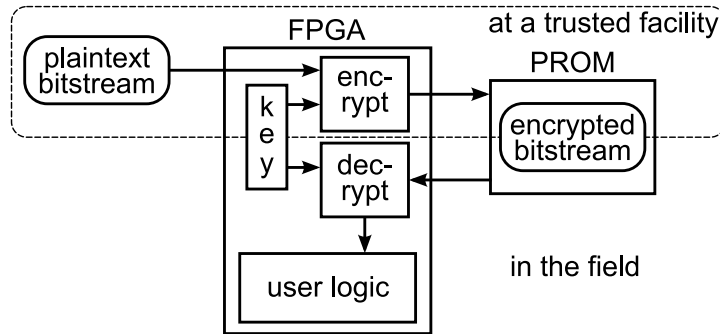 at a trusted facility
FPGA
PROM
plaintext
bitstream
enc-
rypt
k
e
y
encrypted
bitstream
dec-
rypt
in the field
user logic